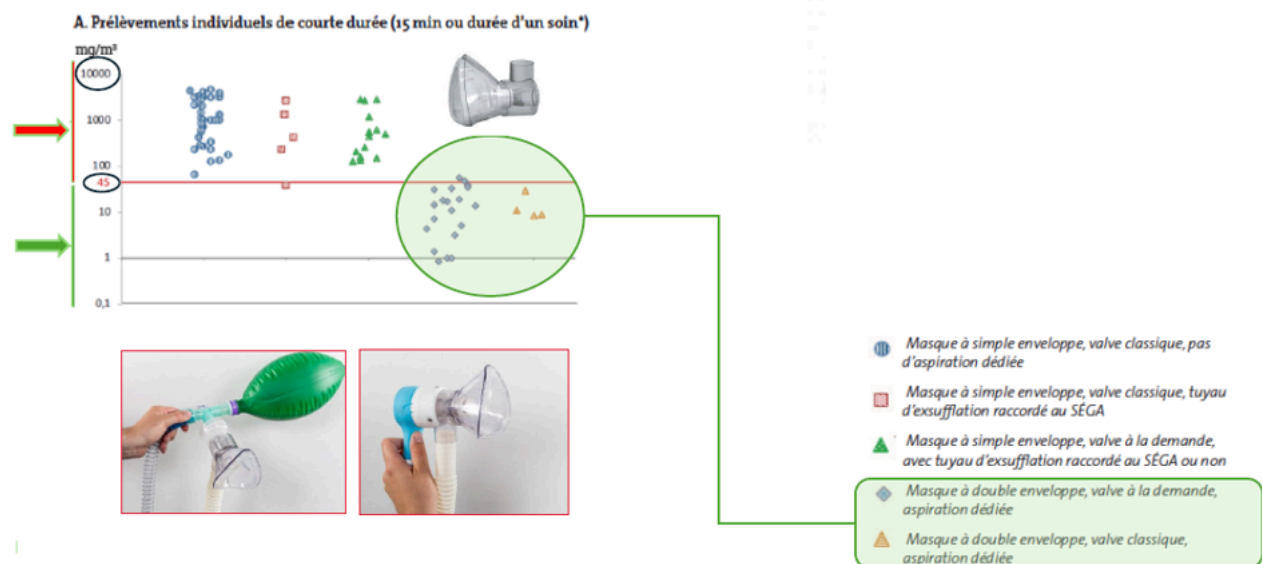 A. Prélèvements individuels de courte durée (15 min ou durée d'un soin*)
mg/m³
10000
1000
100
45
10
1
0,1
Masque à simple enveloppe, valve classique, pas
d'aspiration dédiée
Masque à simple enveloppe, valve classique, tuyau
d'exsufflation raccordé au SÉGA
Masque à simple enveloppe, valve à la demande,
avec tuyau d'exsufflation raccordé au SÉGA ou non
Masque à double enveloppe, valve à la demande,
aspiration dédiée
Masque à double enveloppe, valve classique,
aspiration dédiée